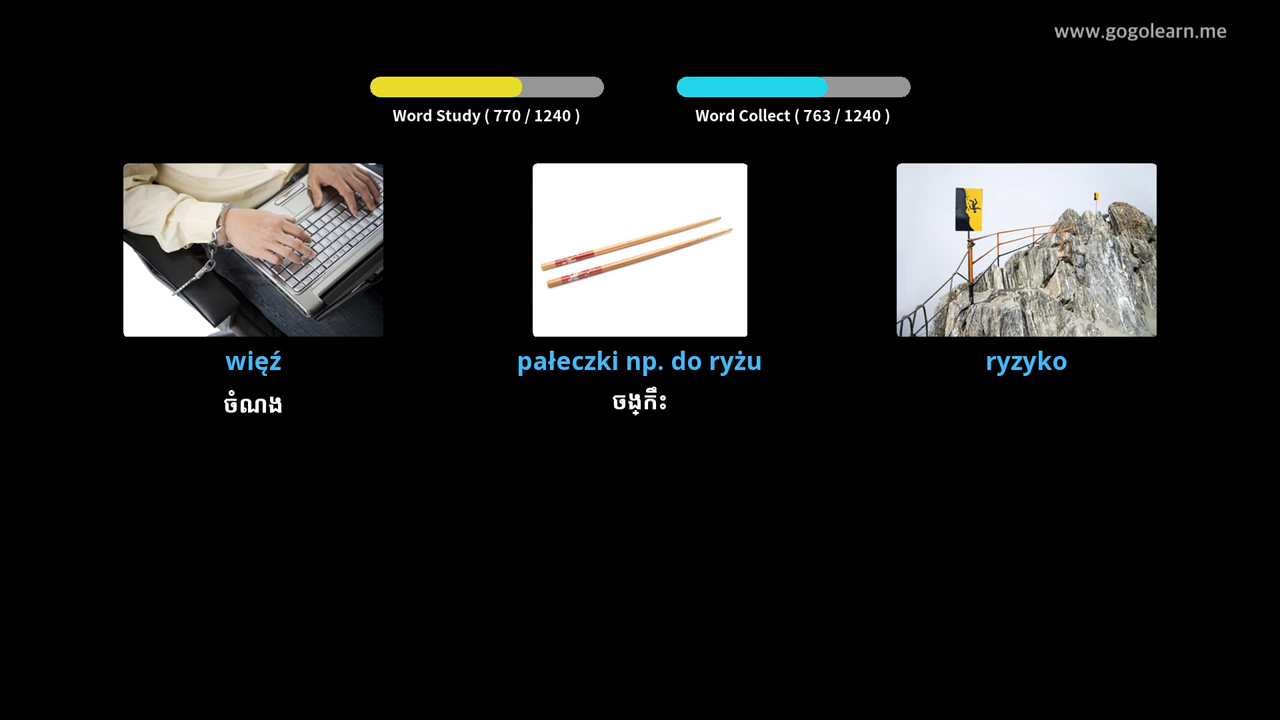 www.gogolearn.me
Word Study ( 770 / 1240 )
Word Collect ( 763 / 1240 )
więź
pałeczki np. do ryżu
ryzyko
ចំណង
ចង្កឹះ